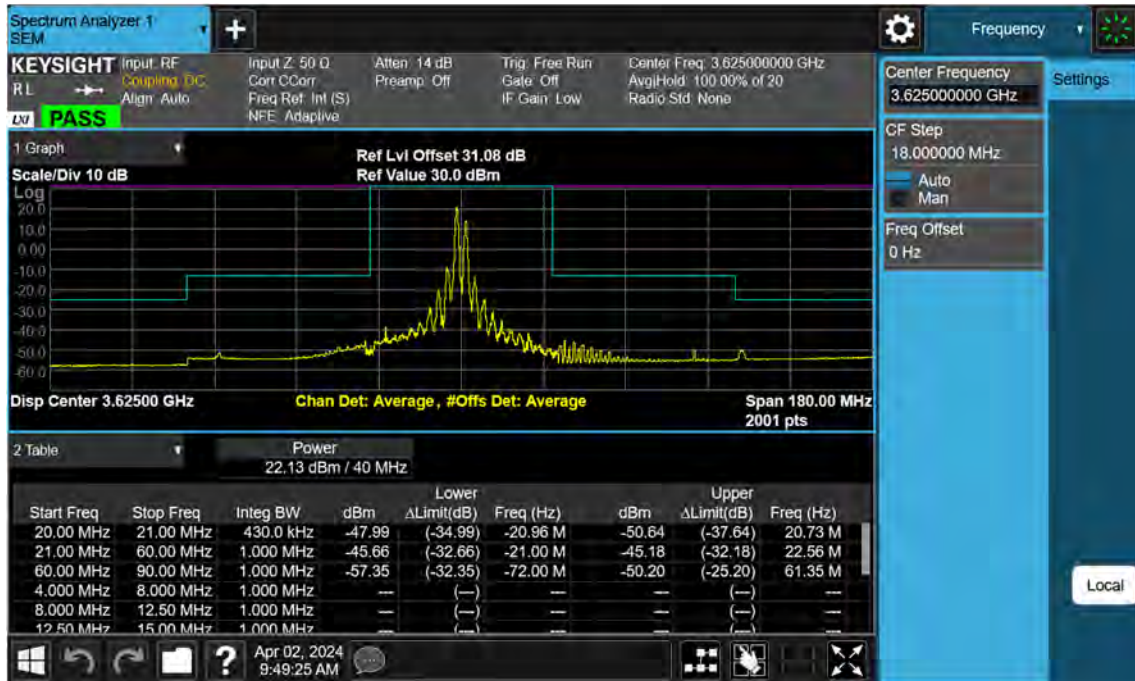 Spectrum Analyzer 1
SEM
Frequency
KEYSIGHT
RL
LXI PASS
Input: RF
Coupling: DC
Align: Auto
Input Z: 50 Ω
Corr CCorr
Freq Ref: Int (S)
NFE: Adaptive
Atten: 14 dB
Preamp: Off
Trig: Free Run
Gate: Off
IF Gain: Low
Center Freq: 3.625000000 GHz
Avg|Hold: 100.00% of 20
Radio Std: None
Center Frequency
3.625000000 GHz
Settings
CF Step
18.000000 MHz
Auto
Man
Freq Offset
0 Hz
1 Graph
Ref Lvl Offset 31.08 dB
Scale/Div 10 dB Ref Value 30.0 dBm
Log
20.0
10.0
0.00
-10.0
-20.0
-30.0
-40.0
-50.0
-60.0
Disp Center 3.62500 GHz Chan Det: Average, #Offs Det: Average Span 180.00 MHz
2001 pts
2 Table Power
22.13 dBm / 40 MHz
Lower Upper
Start Freq Stop Freq Integ BW dBm ΔLimit(dB) Freq (Hz) dBm ΔLimit(dB) Freq (Hz)
20.00 MHz 21.00 MHz 430.0 kHz -47.99 (-34.99) -20.96 M -50.64 (-37.64) 20.73 M
21.00 MHz 60.00 MHz 1.000 MHz -45.66 (-32.66) -21.00 M -45.18 (-32.18) 22.56 M
60.00 MHz 90.00 MHz 1.000 MHz -57.35 (-32.35) -72.00 M -50.20 (-25.20) 61.35 M
4.000 MHz 8.000 MHz 1.000 MHz --- (---) --- --- (---) ---
8.000 MHz 12.50 MHz 1.000 MHz --- (---) --- --- (---) ---
12.50 MHz 15.00 MHz 1.000 MHz --- (---) --- --- (---) ---
Local
? Apr 02, 2024
9:49:25 AM